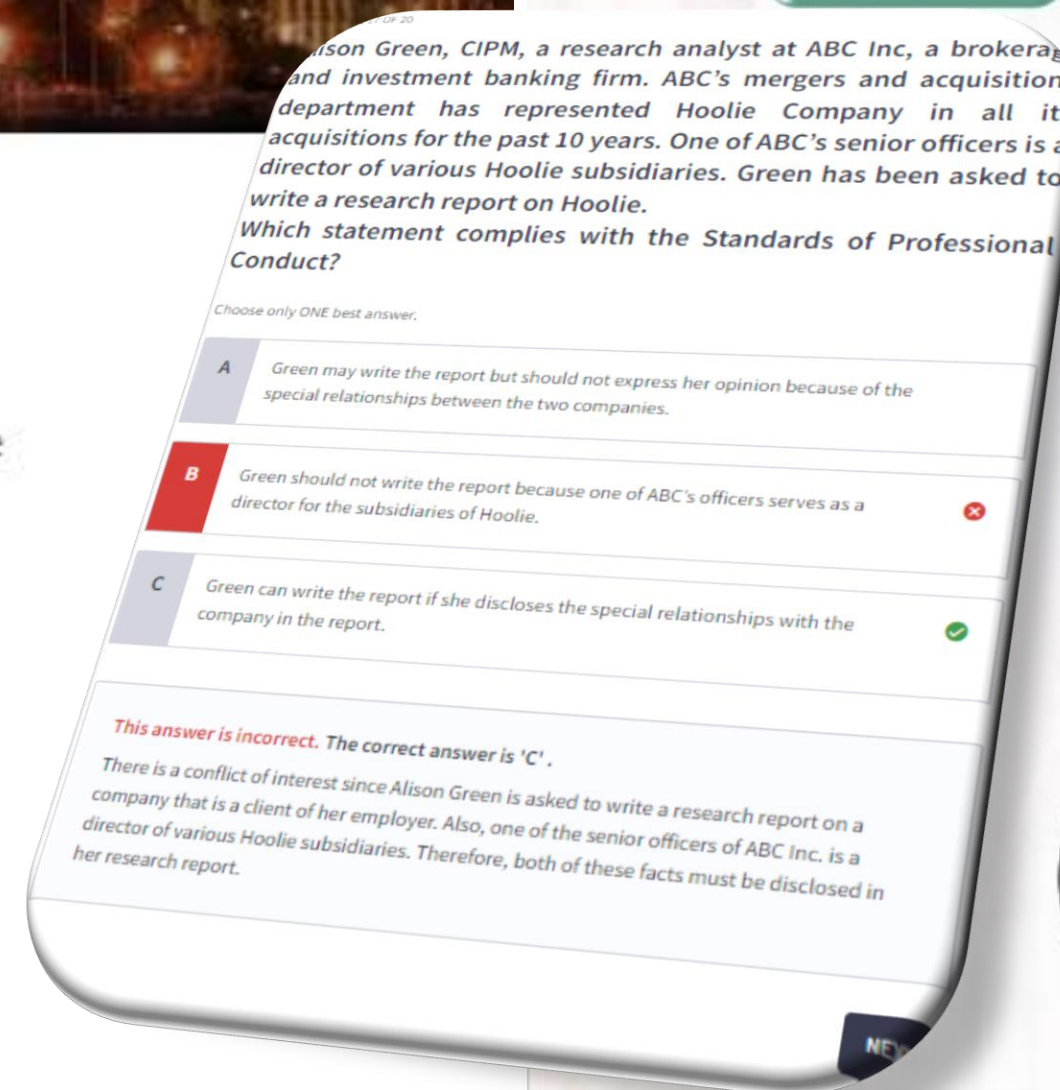 OF 20
Alison Green, CIPM, a research analyst at ABC Inc, a
and investment banking firm. ABC's mergers and acquisition
department has represented Hoolie Company in all
acquisitions for the past 10 years. One of ABC's senior officers is a
director of various Hoolie subsidiaries. Green has been asked to
write a research report on Hoolie.
Which statement complies with the Standards of Professional
Conduct?
Choose only ONE best answer.
A
Green may write the report but should not express her opinion because of the
special relationships between the two companies.
B
Green should not write the report because one of ABC's officers serves as a
director for the subsidiaries of Hoolie.
C
Green can write the report if she discloses the special relationships with the
company in the report.
This answer is incorrect. The correct answer is 'C' .
There is a conflict of interest since Alison Green is asked to write a research report on a
company that is a client of her employer. Also, one of the senior officers of ABC Inc. is a
director of various Hoolie subsidiaries. Therefore, both of these facts must be disclosed in
her research report.